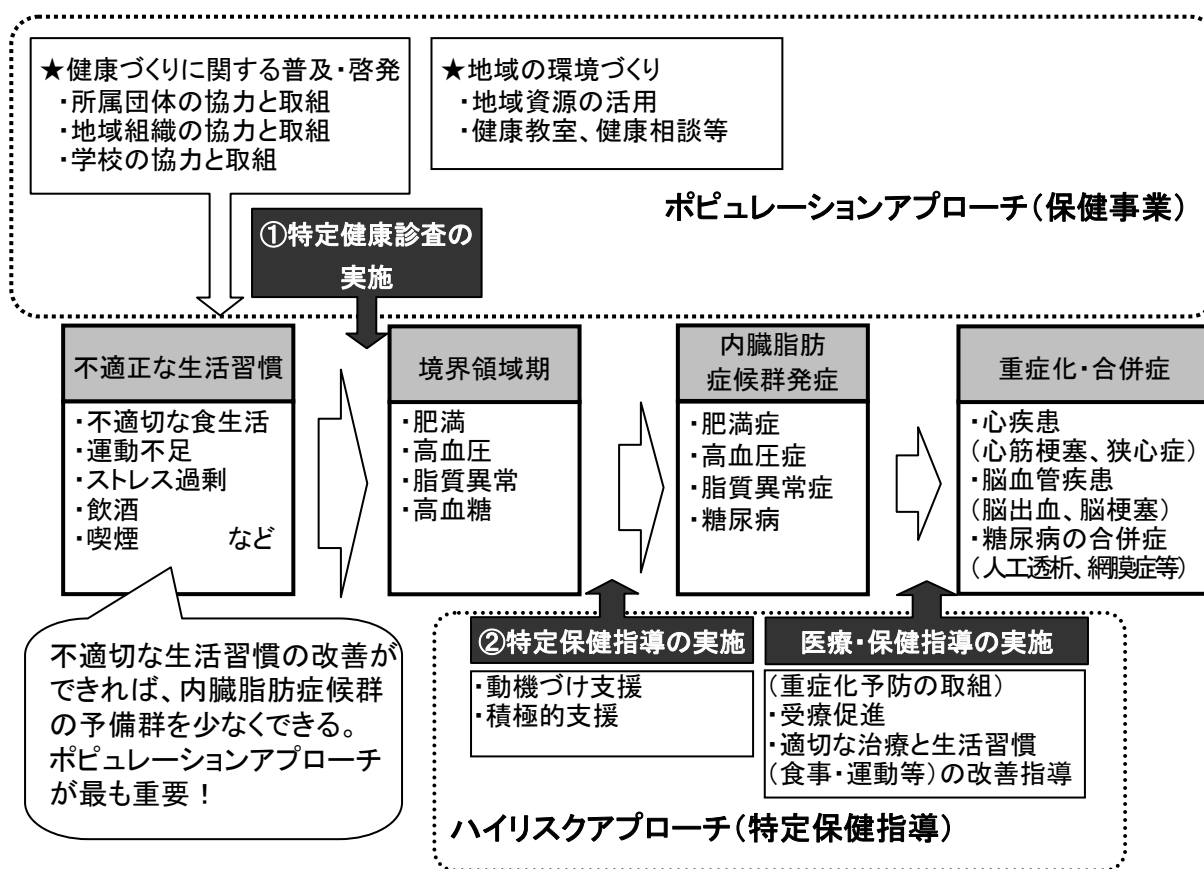 ★健康づくりに関する普及・啓発
・所属団体の協力と取組
・地域組織の協力と取組
・学校の協力と取組
★地域の環境づくり
・地域資源の活用
・健康教室、健康相談等
ポピュレーションアプローチ(保健事業)
①特定健康診査の
実施
不適正な生活習慣
・不適切な食生活
・運動不足
・ストレス過剰
・飲酒
・喫煙 など
境界領域期
・肥満
・高血圧
・脂質異常
・高血糖
内臓脂肪
症候群発症
・肥満症
・高血圧症
・脂質異常症
・糖尿病
重症化・合併症
・心疾患
(心筋梗塞、狭心症)
・脳血管疾患
(脳出血、脳梗塞)
・糖尿病の合併症
(人工透析、網膜症等)
不適切な生活習慣の改善が
できれば、内臓脂肪症候群
の予備群を少なくできる。
ポピュレーションアプローチ
が最も重要!
②特定保健指導の実施
・動機づけ支援
・積極的支援
医療・保健指導の実施
(重症化予防の取組)
・受療促進
・適切な治療と生活習慣
(食事・運動等)の改善指導
ハイリスクアプローチ(特定保健指導)